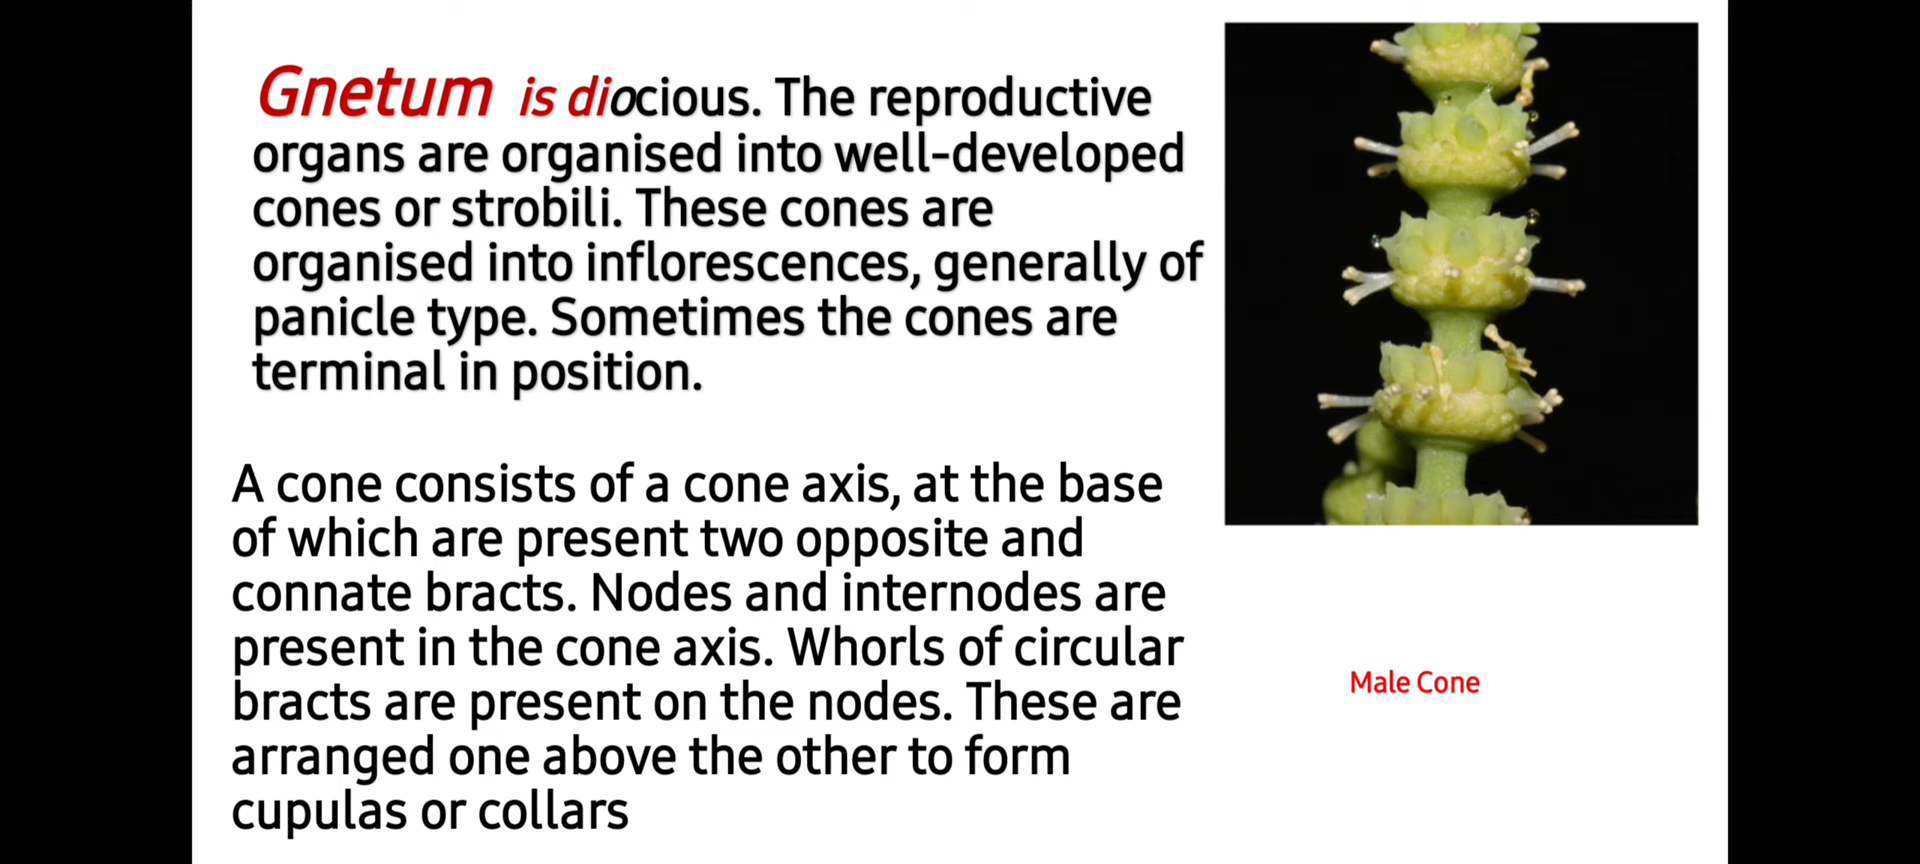 Gnetum is diocious. The reproductive
organs are organised into well-developed
cones or strobili. These cones are
organised into inflorescences, generally of
panicle type. Sometimes the cones are
terminal in position.
A cone consists of a cone axis, at the base
of which are present two opposite and
connate bracts. Nodes and internodes are
present in the cone axis. Whorls of circular
bracts are present on the nodes. These are
arranged one above the other to form
cupulas or collars
Male Cone